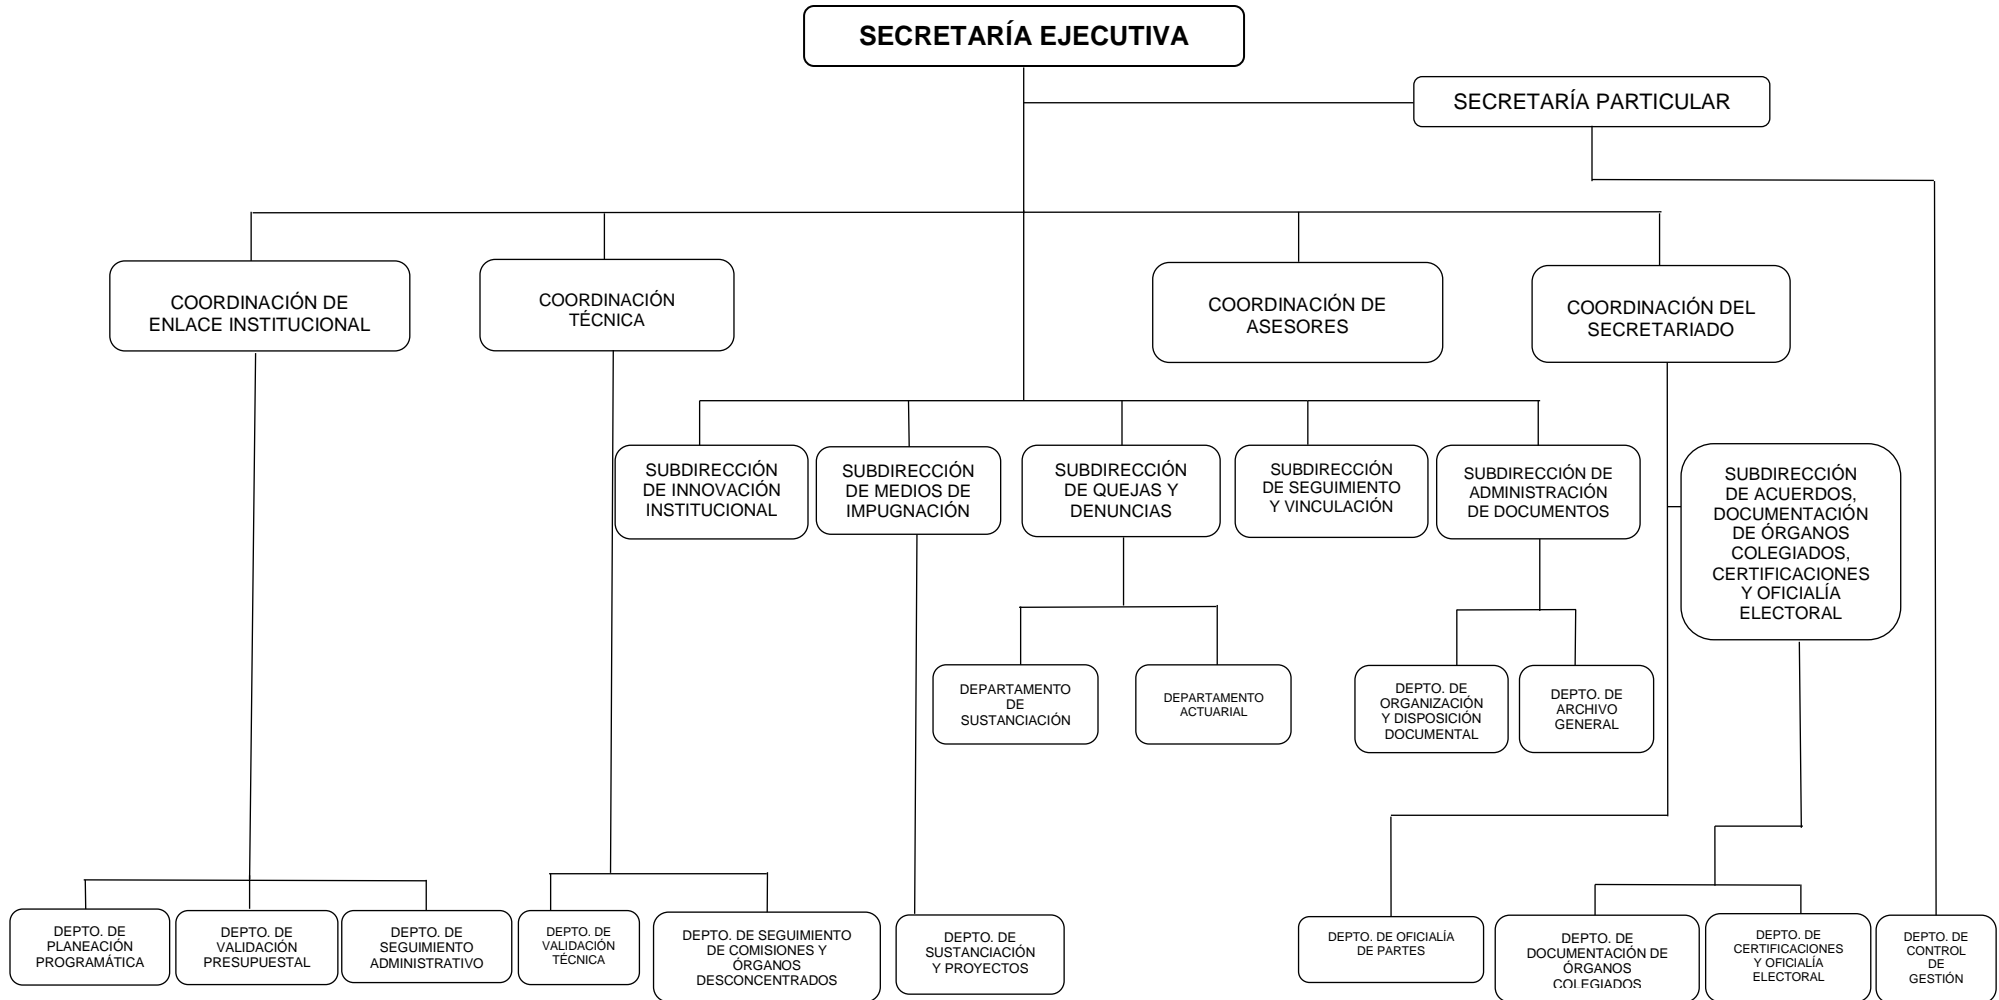 SECRETARÍA EJECUTIVA
SECRETARÍA PARTICULAR
COORDINACIÓN DE
ENLACE INSTITUCIONAL
COORDINACIÓN
TÉCNICA
COORDINACIÓN DE
ASESORES
COORDINACIÓN DEL
SECRETARIADO
SUBDIRECCIÓN
DE INNOVACIÓN
INSTITUCIONAL
SUBDIRECCIÓN
DE MEDIOS DE
IMPUGNACIÓN
SUBDIRECCIÓN
DE QUEJAS Y
DENUNCIAS
SUBDIRECCIÓN
DE SEGUIMIENTO
Y VINCULACIÓN
SUBDIRECCIÓN DE
ADMINISTRACIÓN
DE DOCUMENTOS
SUBDIRECCIÓN
DE ACUERDOS,
DOCUMENTACIÓN
DE ÓRGANOS
COLEGIADOS,
CERTIFICACIONES
Y OFICIALÍA
ELECTORAL
DEPARTAMENTO
DE
SUSTANCIACIÓN
DEPARTAMENTO
ACTUARIAL
DEPTO. DE
ORGANIZACIÓN
Y DISPOSICIÓN
DOCUMENTAL
DEPTO. DE
ARCHIVO
GENERAL
DEPTO. DE
PLANEACIÓN
PROGRAMÁTICA
DEPTO. DE
VALIDACIÓN
PRESUPUESTAL
DEPTO. DE
SEGUIMIENTO
ADMINISTRATIVO
DEPTO. DE
VALIDACIÓN
TÉCNICA
DEPTO. DE SEGUIMIENTO
DE COMISIONES Y
ÓRGANOS
DESCONCENTRADOS
DEPTO. DE
SUSTANCIACIÓN
Y PROYECTOS
DEPTO. DE OFICIALÍA
DE PARTES
DEPTO. DE
DOCUMENTACIÓN DE
ÓRGANOS
COLEGIADOS
DEPTO. DE
CERTIFICACIONES
Y OFICIALÍA
ELECTORAL
DEPTO. DE
CONTROL
DE
GESTIÓN